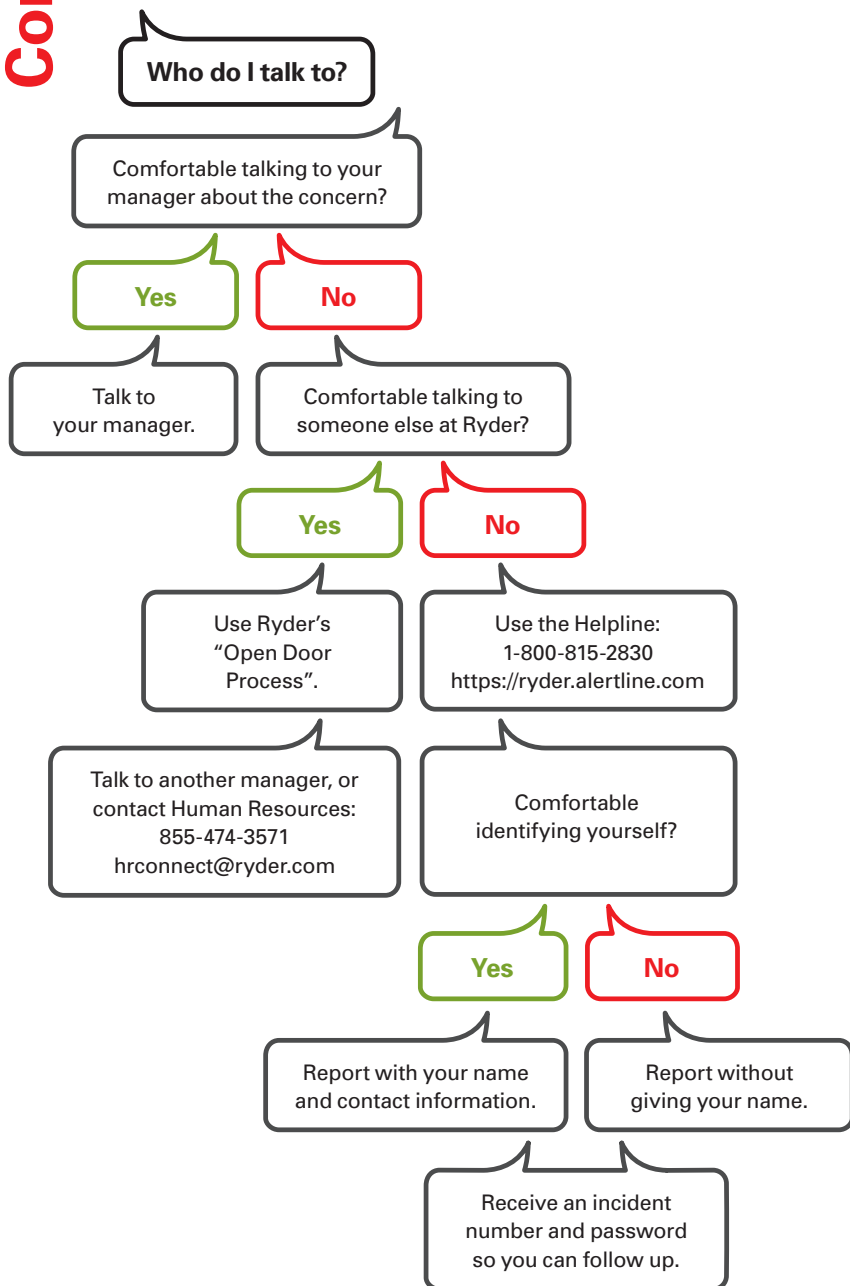 Who do I talk to?
Comfortable talking to your
manager about the concern?
Yes
No
Talk to
your manager.
Comfortable talking to
someone else at Ryder?
Yes
No
Use Ryder's
“Open Door
Process”.
Use the Helpline:
1-800-815-2830
https://ryder.alertline.com
Talk to another manager, or
contact Human Resources:
855-474-3571
hrconnect@ryder.com
Comfortable
identifying yourself?
Yes
No
Report with your name
and contact information.
Report without
giving your name.
Receive an incident
number and password
so you can follow up.